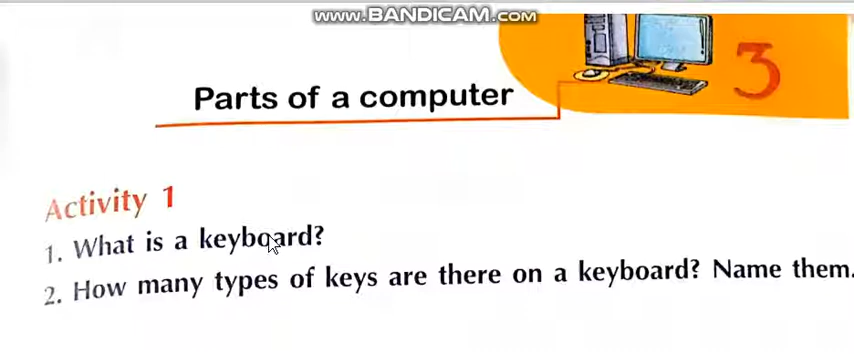 www.BANDICAM.com
3
Parts of a computer
Activity 1
1. What is a keyboard?
2. How many types of keys are there on a keyboard? Name them.